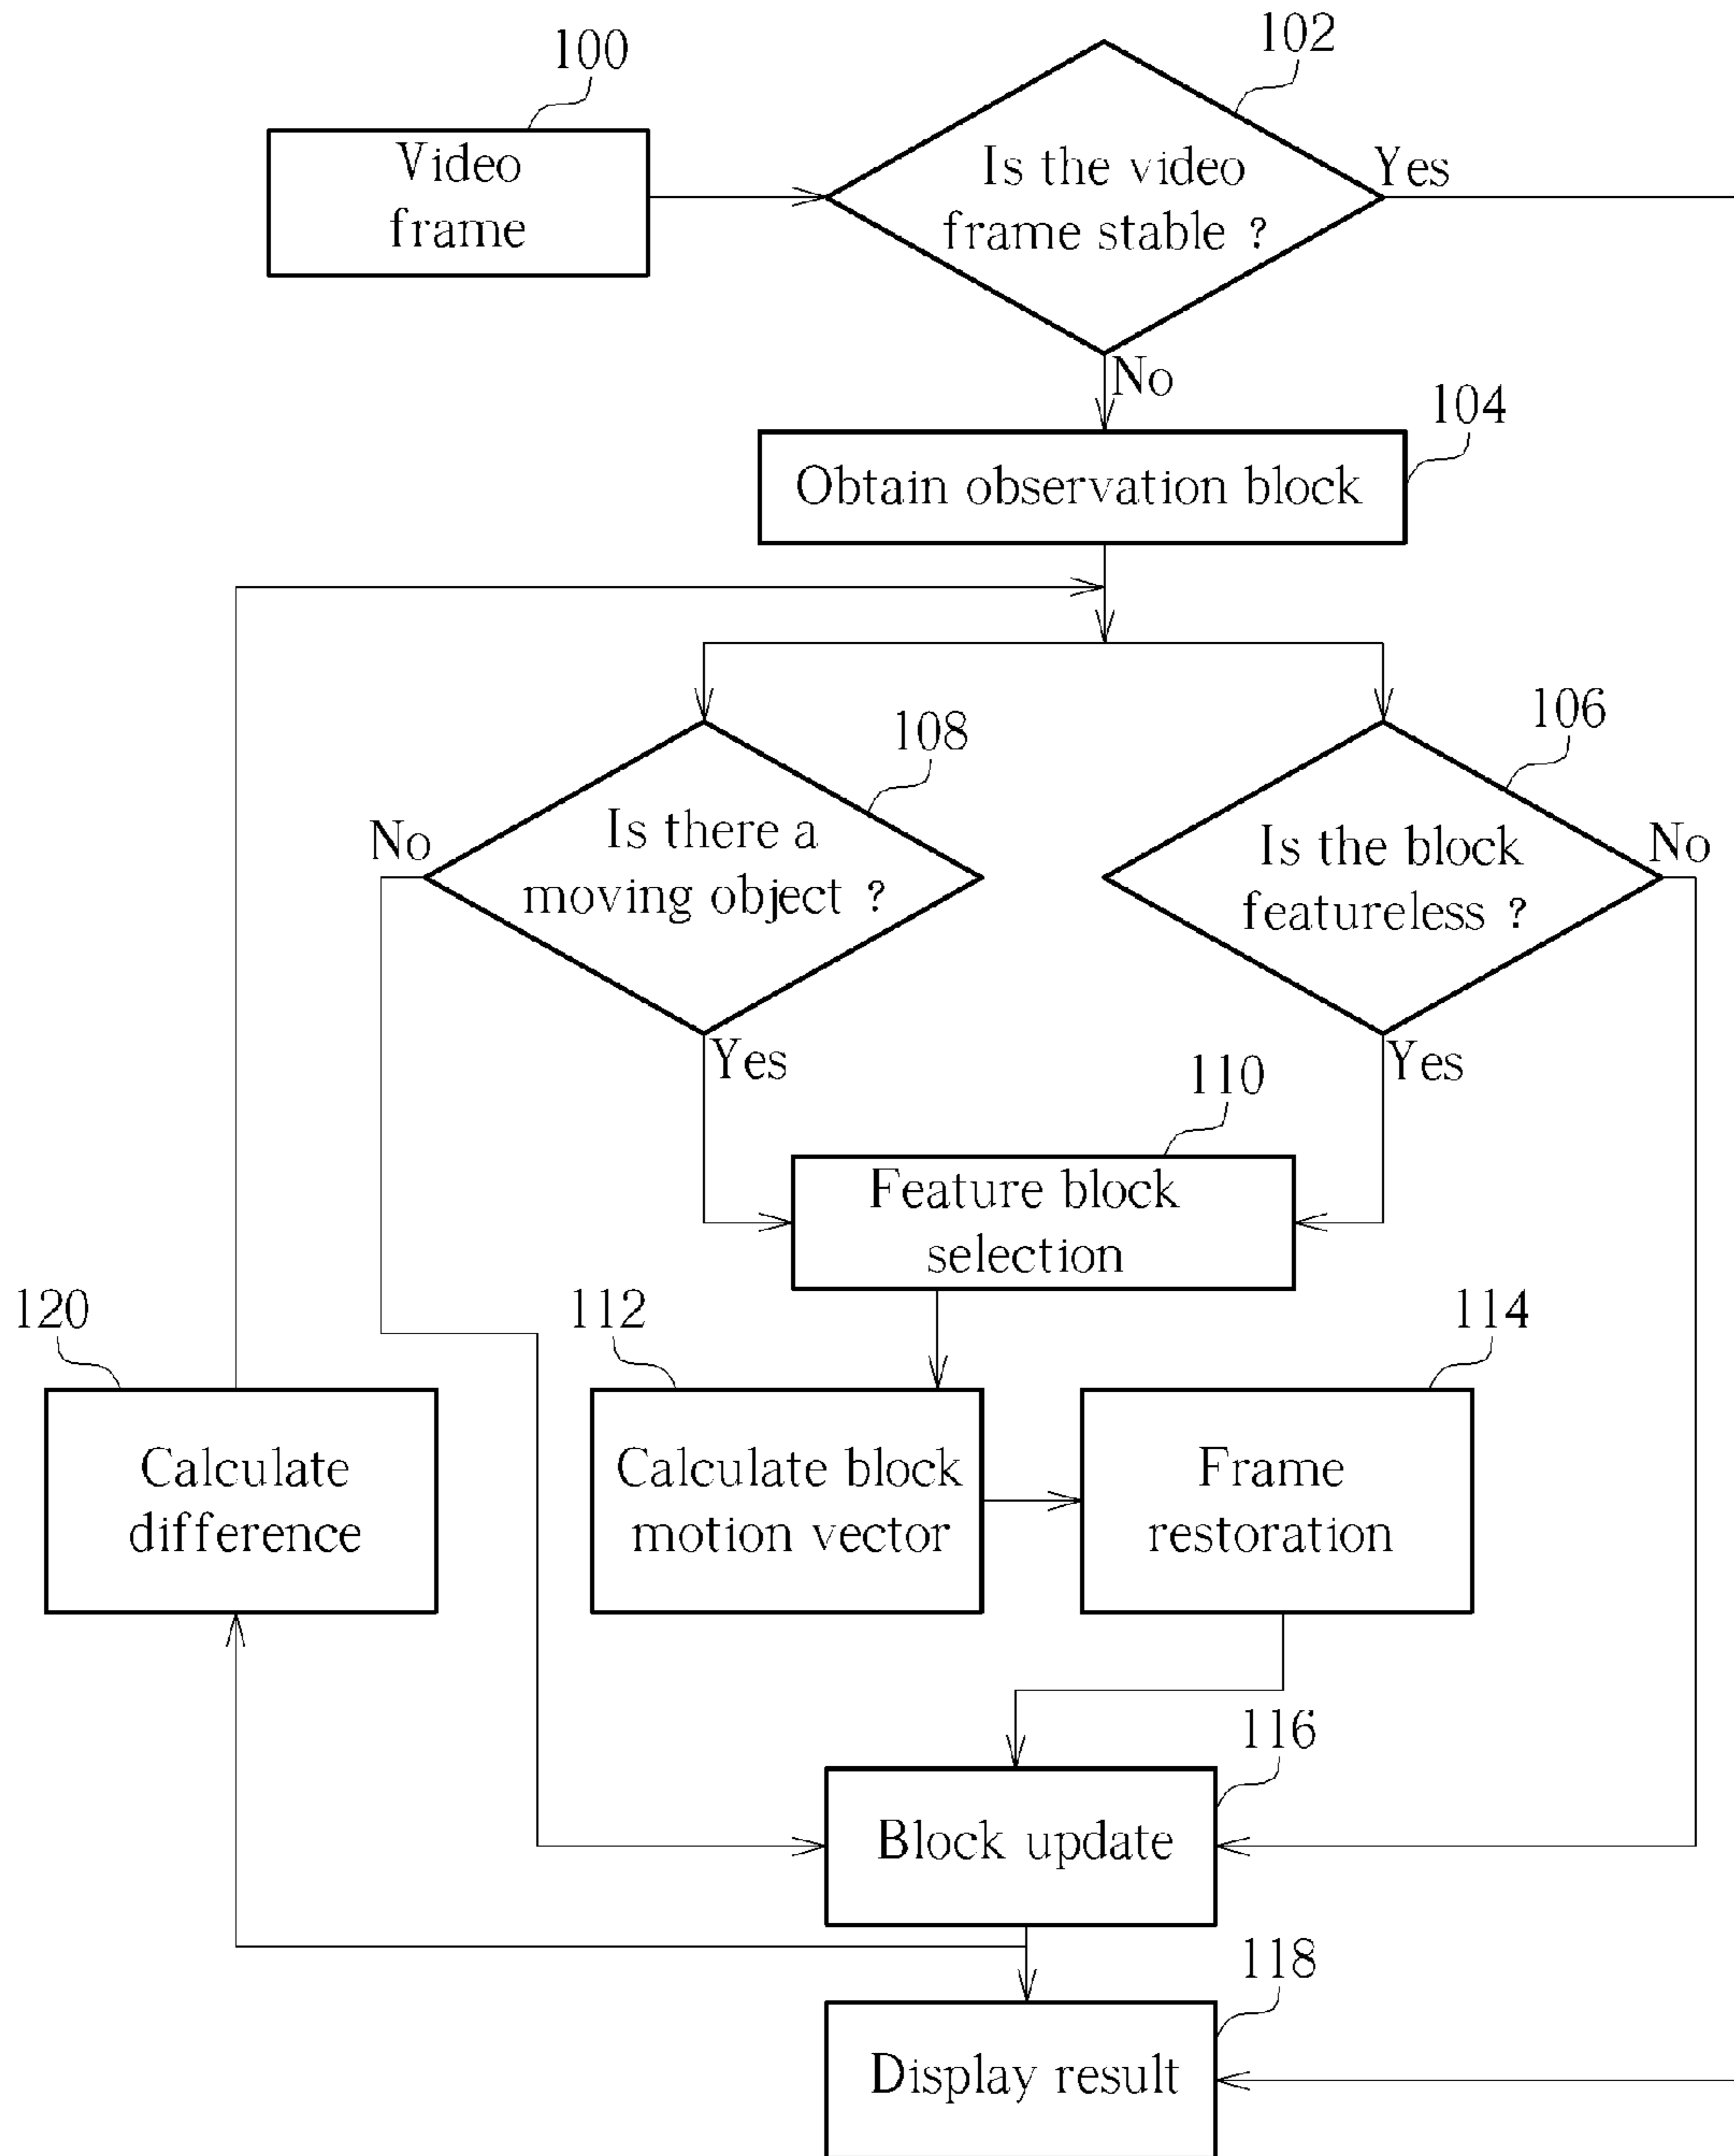 100
Video
frame
102
Is the video
frame stable ?
Yes
No
104
Obtain observation block
108
Is there a
moving object ?
No
Yes
106
Is the block
featureless ?
No
Yes
110
Feature block
selection
120
Calculate
difference
112
Calculate block
motion vector
114
Frame
restoration
116
Block update
118
Display result